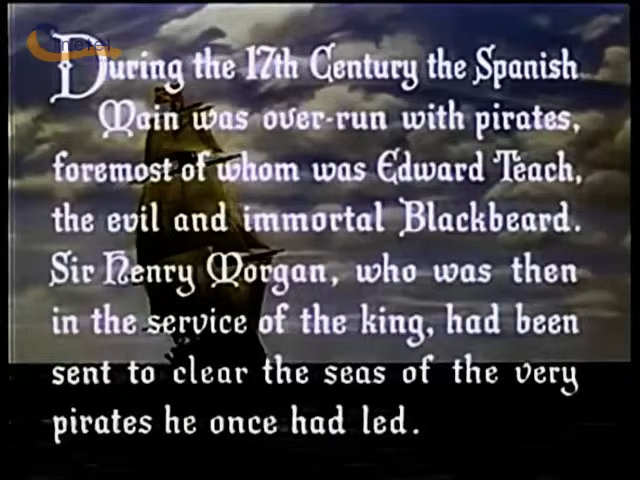 inetel
During the 17th Century the Spanish
Main was over-run with pirates,
foremost of whom was Edward Teach,
the evil and immortal Blackbeard.
Sir Henry Morgan, who was then
in the service of the king, had been
sent to clear the seas of the very
pirates he once had led.